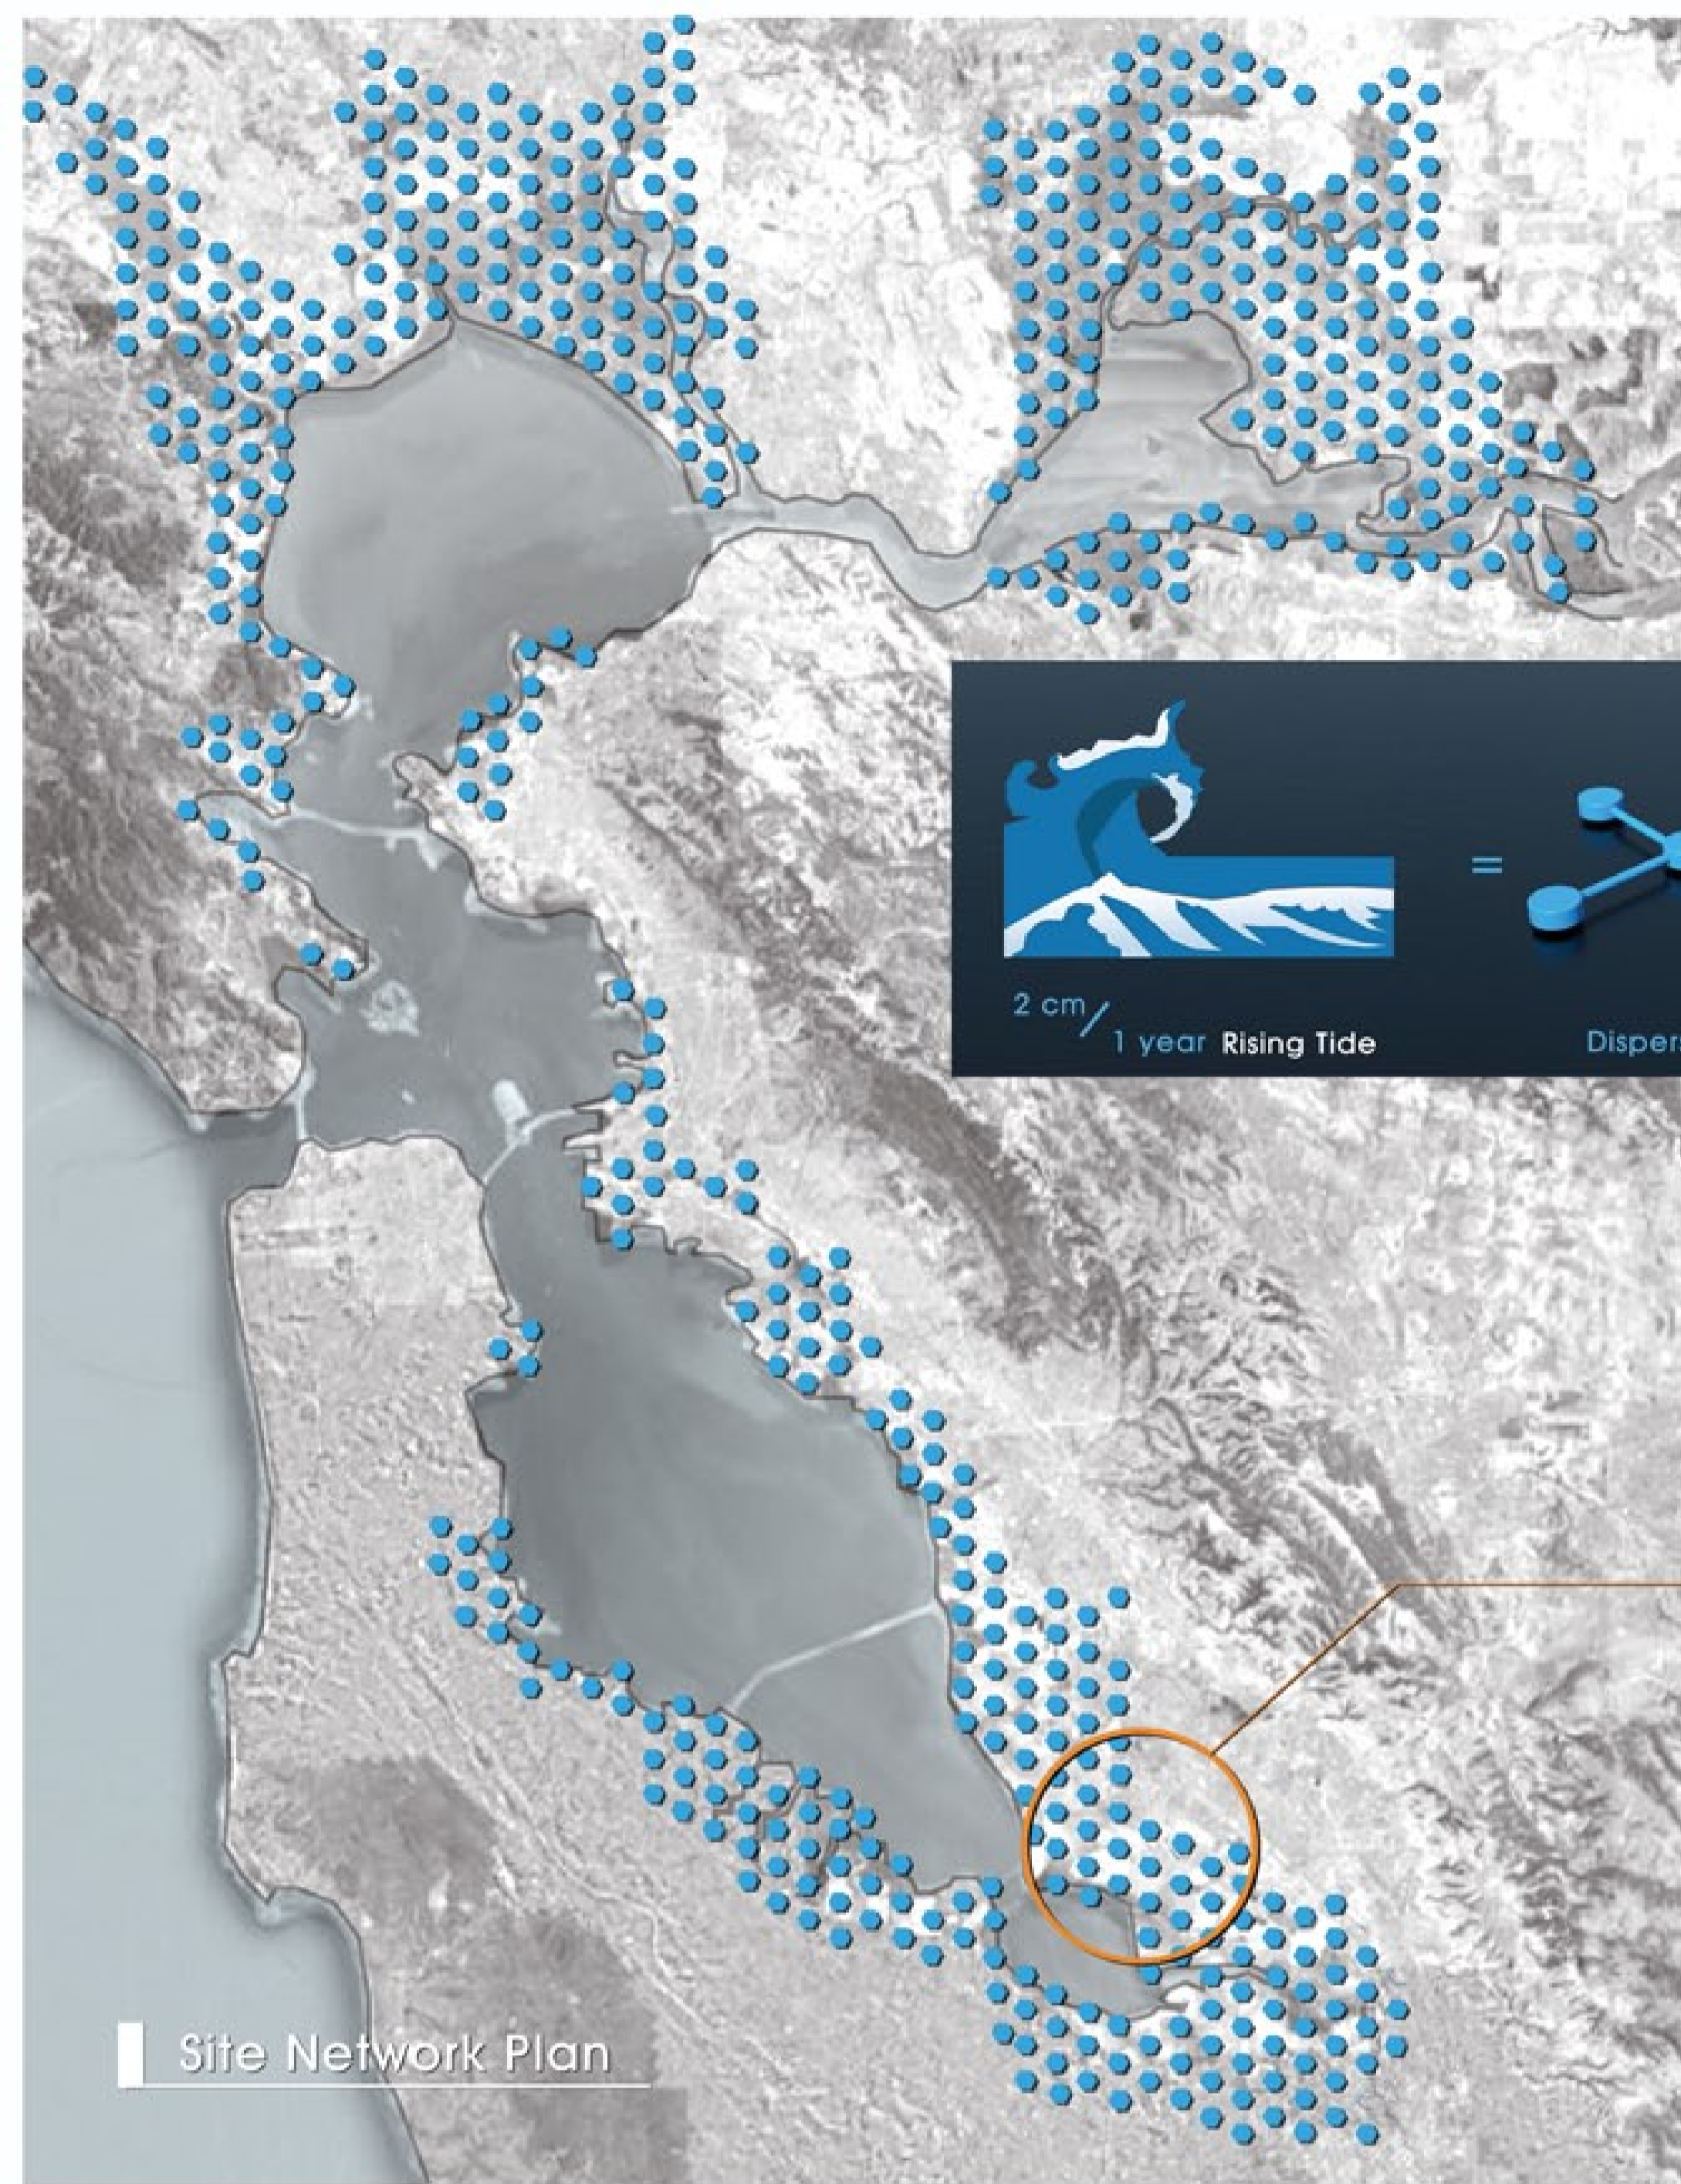 =
2 cm/
1 year Rising Tide
Site Network Plan